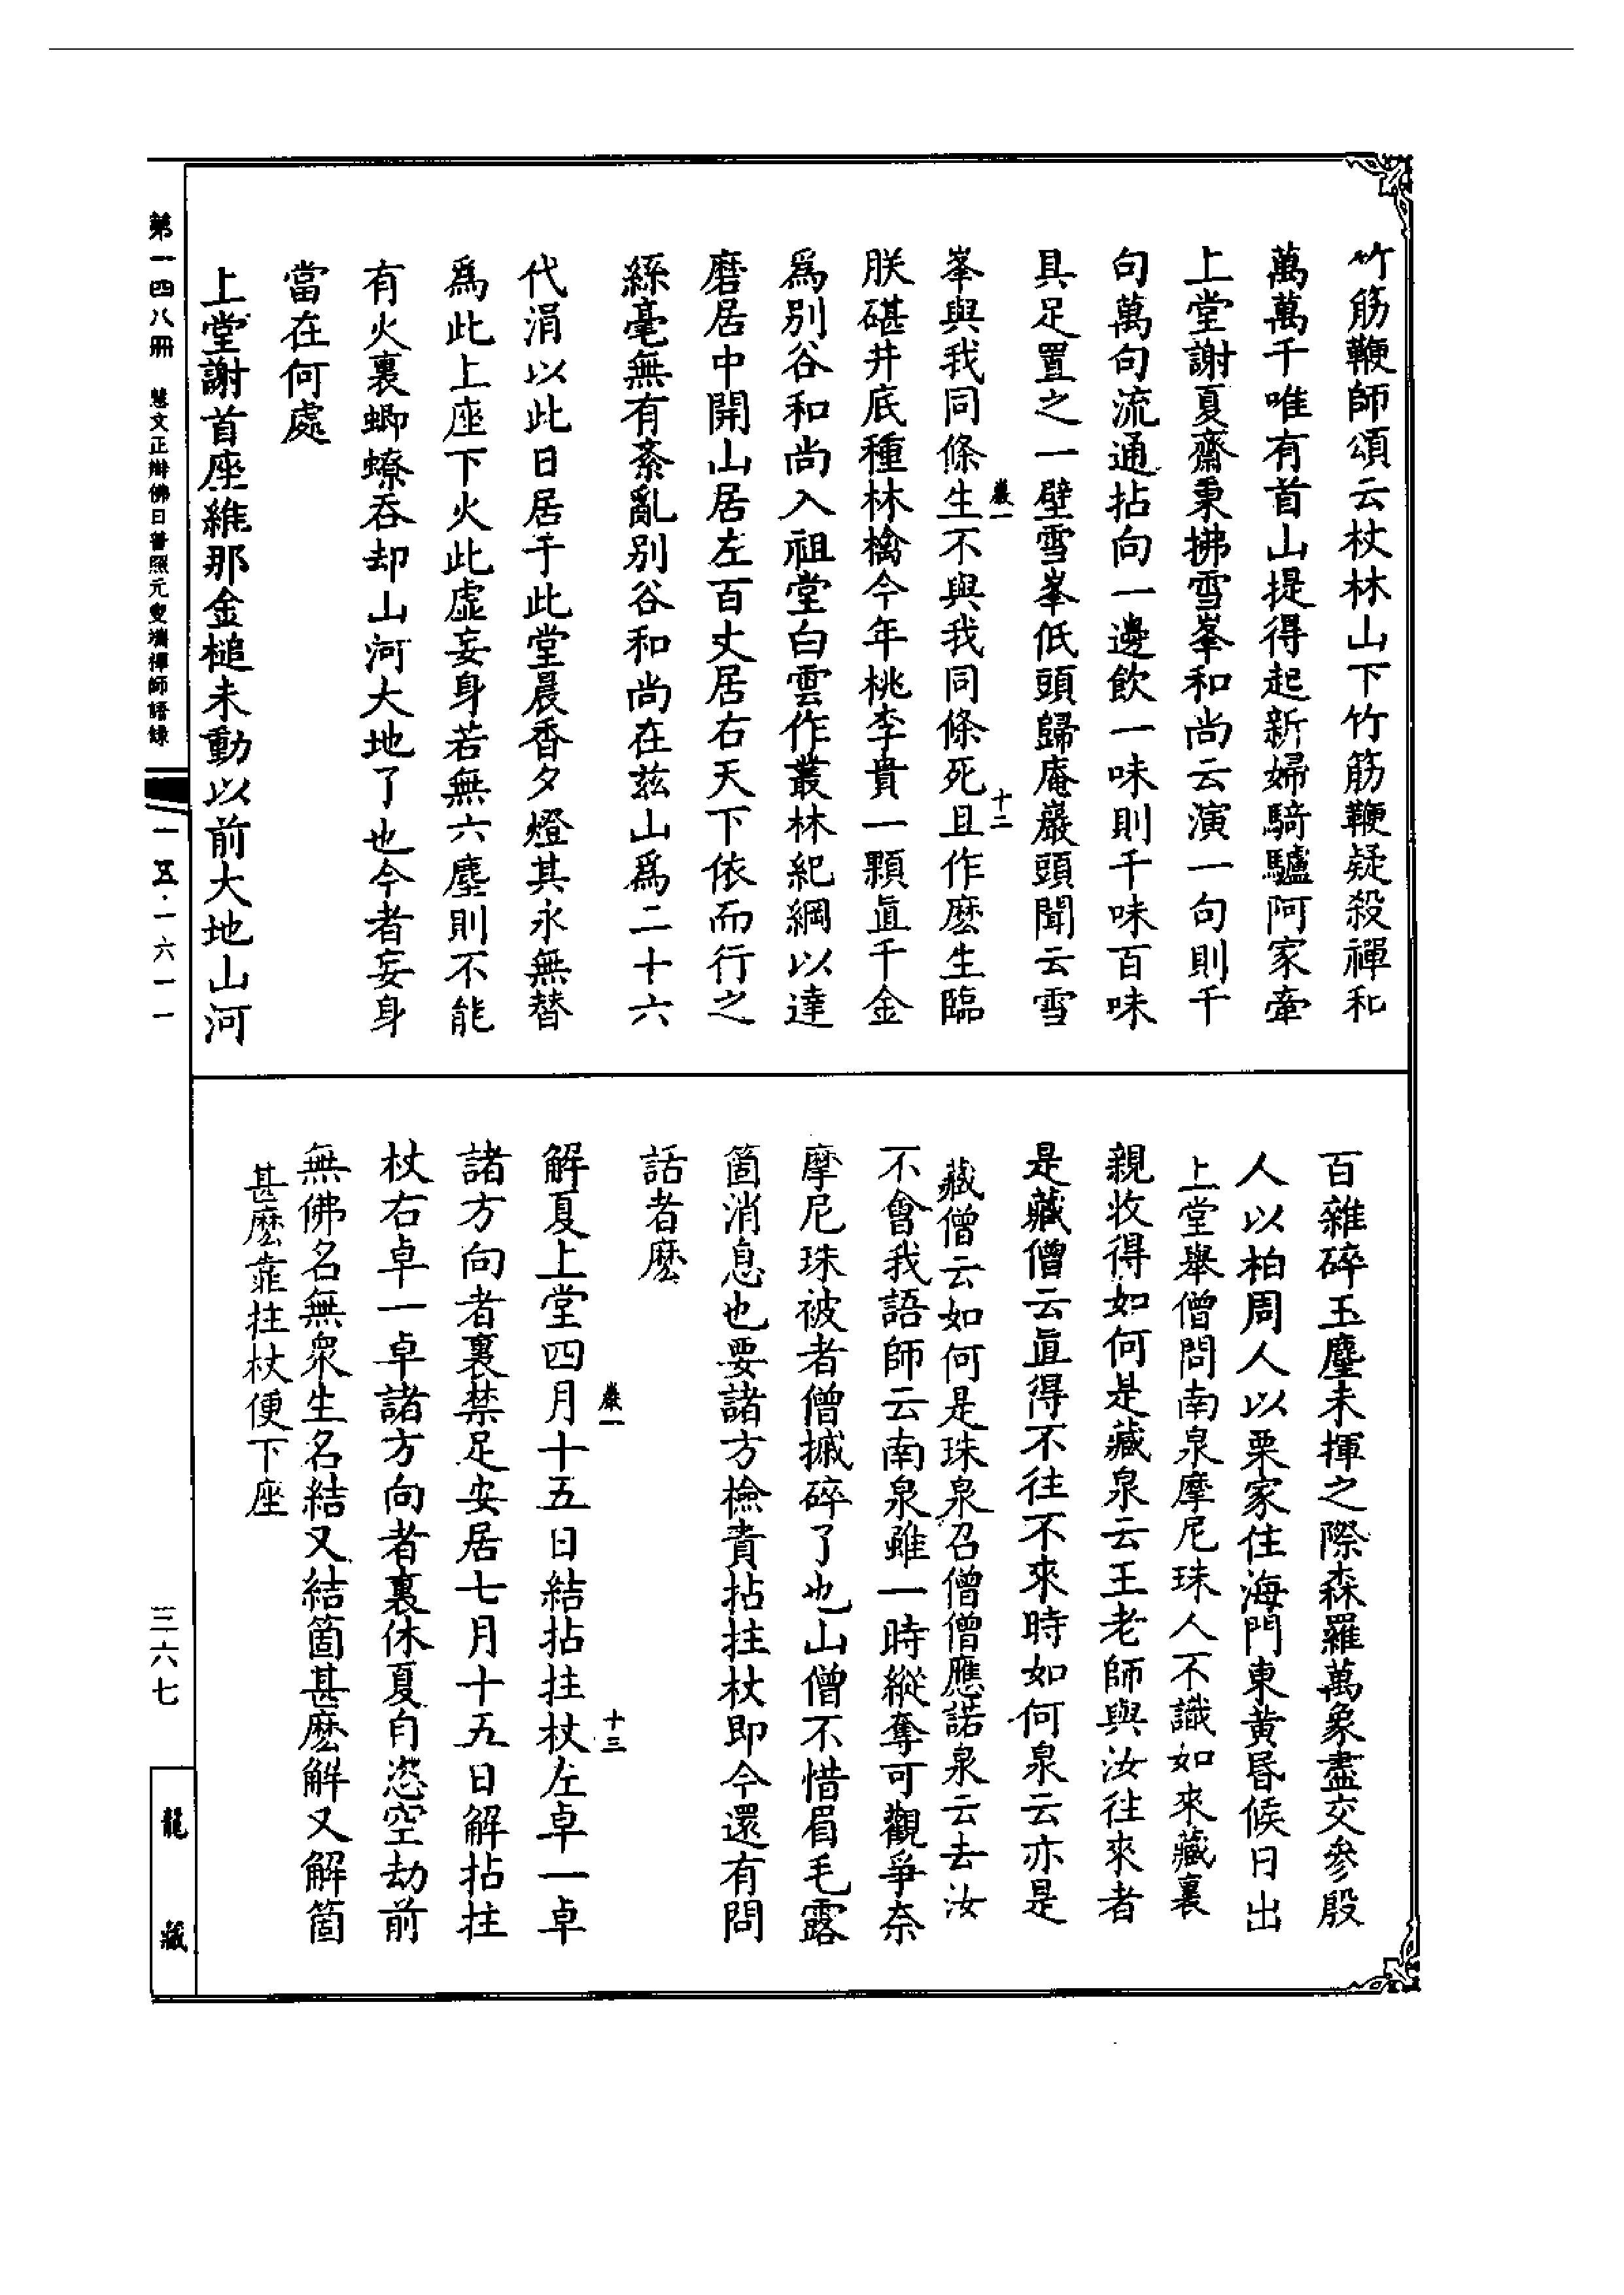 竹筯鞭師頌云杖林山下竹筯鞭疑殺禪和
萬萬千唯有首山提得起新婦騎驢阿家牽
上堂謝夏齋秉拂雪峯和尚云演一句則千
句萬句流通拈向一邊飲一味則千味百味
具足置之一壁雪峯低頭歸庵巖頭聞云雪
巖一
十二
峯與我同條生不與我同條死且作麽生臨
朕碪井底種林檎今年桃李貴一顆直千金
爲別谷和尚入祖堂白雲作叢林紀綱以達
磨居中開山居左百丈居右天下依而行之
絲毫無有紊亂別谷和尚在兹山爲二十六
代涓以此日居于此堂晨香夕燈其永無替
爲此上座下火此虛妄身若無六塵則不能
有火裏蝍蟟吞却山河大地了也今者妄身
當在何處
上堂謝首座維那金槌未動以前大地山河
百雜碎玉麈未揮之際森羅萬象盡交參殷
人以柏周人以栗家住海門東黃昏候日出
上堂舉僧問南泉摩尼珠人不識如來藏裏
親收得如何是藏泉云王老師與汝往來者
是藏僧云直得不往不來時如何泉云亦是
藏僧云如何是珠泉召僧僧應諾泉云去汝
不會我語師云南泉雖一時縱奪可觀爭奈
摩尼珠被者僧搣碎了也山僧不惜眉毛露
箇消息也要諸方檢責拈拄杖即今還有問
話者麽
巖一
十三
解夏上堂四月十五日結拈拄杖左卓一卓
諸方向者裏禁足安居七月十五日解拈拄
杖右卓一卓諸方向者裏休夏自恣空劫前
無佛名無衆生名結又結箇甚麽解又解箇
甚麽靠拄杖便下座
第一四八冊 慧文正辯佛日普照元叟端禪師語錄
一五·一六一一
三六七
龍藏